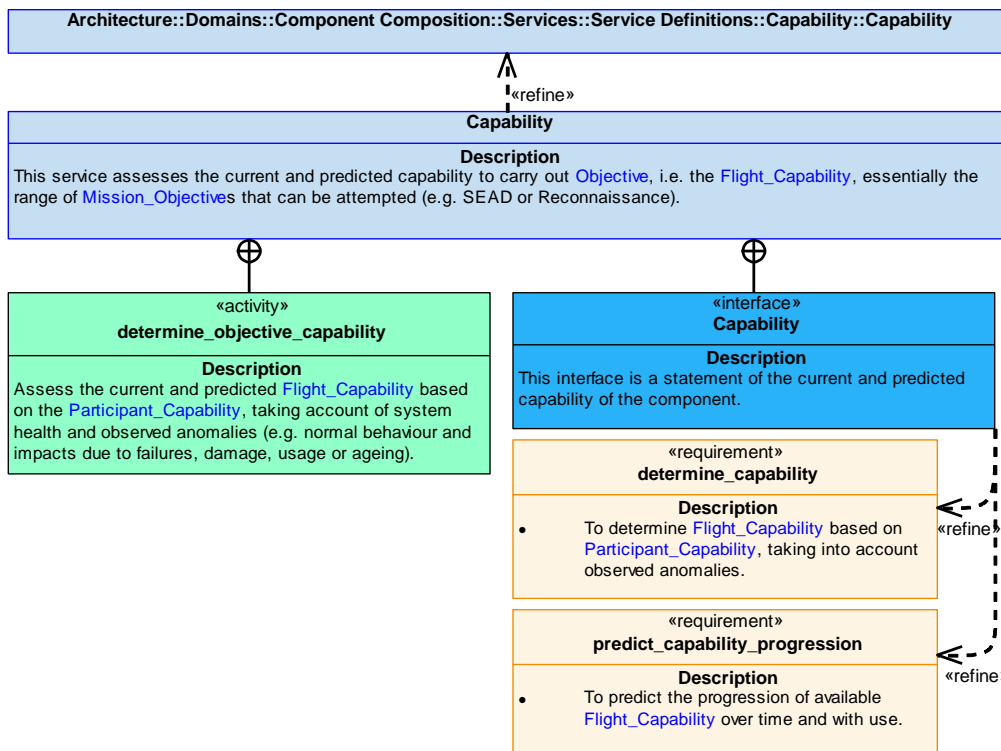 Architecture::Domains::Component Composition::Services::Service Definitions::Capability::Capability
«refine»
Capability
Description
This service assesses the current and predicted capability to carry out Objective, i.e. the Flight_Capability, essentially the
range of Mission_Objectives that can be attempted (e.g. SEAD or Reconnaissance).
«activity»
determine_objective_capability
Description
Assess the current and predicted Flight_Capability based
on the Participant_Capability, taking account of system
health and observed anomalies (e.g. normal behaviour and
impacts due to failures, damage, usage or ageing).
«interface»
Capability
Description
This interface is a statement of the current and predicted
capability of the component.
«requirement»
determine_capability
Description
• To determine Flight_Capability based on
Participant_Capability, taking into account
observed anomalies.
«refine»
«requirement»
predict_capability_progression
Description
• To predict the progression of available
Flight_Capability over time and with use.
«refine»